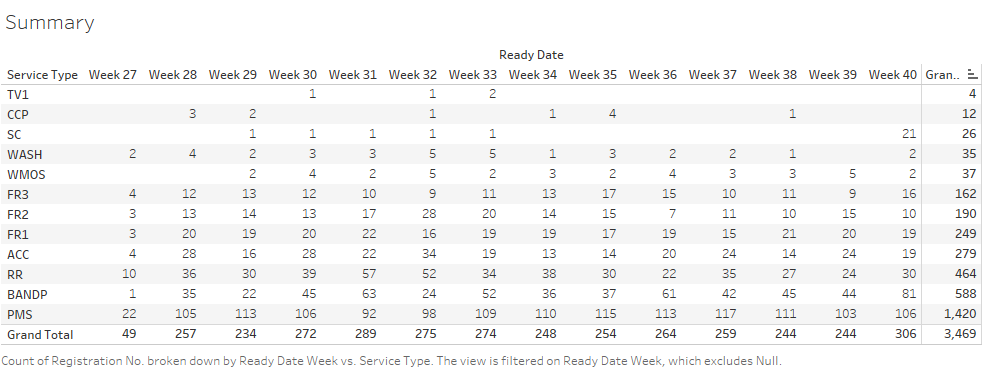 Summary
Ready Date
Service Type Week 27 Week 28 Week 29 Week 30 Week 31 Week 32 Week 33 Week 34 Week 35 Week 36 Week 37 Week 38 Week 39 Week 40 Gran..
TV1 1 1 2 4
CCP 3 2 1 1 4 1 12
SC 1 1 1 1 1 21 26
WASH 2 4 2 3 3 5 5 1 3 2 2 1 2 35
WMOS 2 4 2 5 2 3 2 4 3 3 5 2 37
FR3 4 12 13 12 10 9 11 13 17 15 10 11 9 16 162
FR2 3 13 14 13 17 28 20 14 15 7 11 10 15 10 190
FR1 3 20 19 20 22 16 19 19 17 19 15 21 20 19 249
ACC 4 28 16 28 22 34 19 13 14 20 24 14 24 19 279
RR 10 36 30 39 57 52 34 38 30 22 35 27 24 30 464
BANDP 1 35 22 45 63 24 52 36 37 61 42 45 44 81 588
PMS 22 105 113 106 92 98 109 110 115 113 117 111 103 106 1,420
Grand Total 49 257 234 272 289 275 274 248 254 264 259 244 244 306 3,469
Count of Registration No. broken down by Ready Date Week vs. Service Type. The view is filtered on Ready Date Week, which excludes Null.